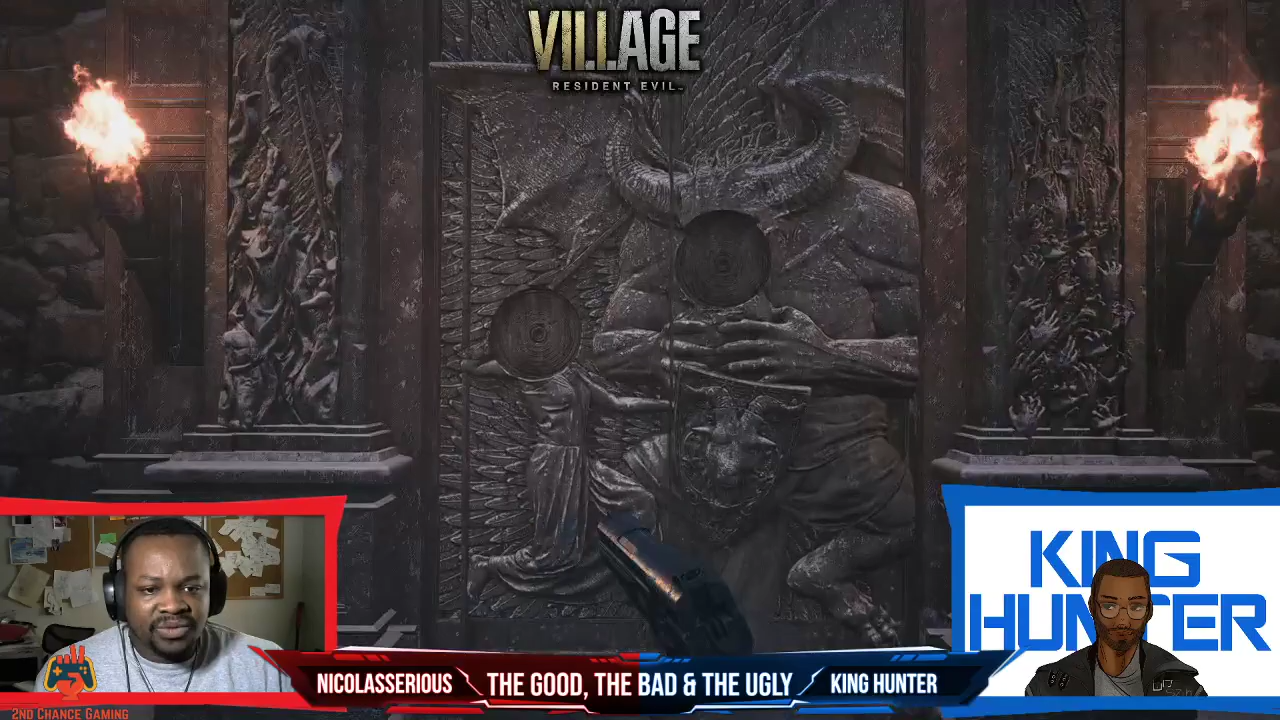 VILLAGE
RESIDENT EVIL
KING
HUNTER
NICOLASSERIOUS
THE GOOD, THE BAD & THE UGLY
KING HUNTER
2ND CHANCE GAMING